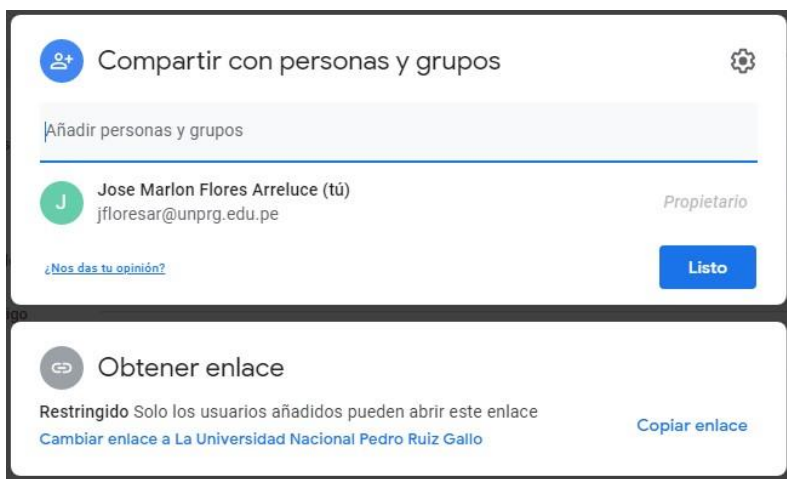 Compartir con personas y grupos
Añadir personas y grupos
J
Jose Marlon Flores Arreluce (tú)
jfloresar@unprg.edu.pe
Propietario
¿Nos das tu opinión?
Listo
Obtener enlace
Restringido Solo los usuarios añadidos pueden abrir este enlace
Cambiar enlace a La Universidad Nacional Pedro Ruiz Gallo
Copiar enlace